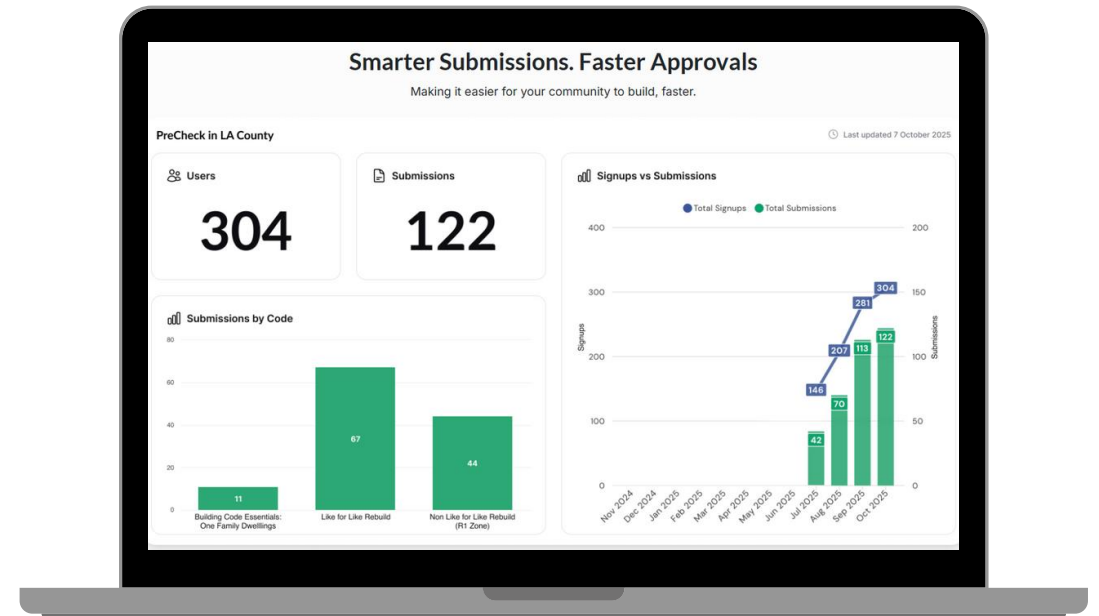 Smarter Submissions. Faster Approvals
Making it easier for your community to build, faster.
PreCheck in LA County
Last updated 7 October 2025
Users
304
Submissions
122
Submissions by Code
80
60
40
20
0
11
67
44
Building Code Essentials:
One Family Dwelllings
Like for Like Rebuild
Non Like for Like Rebuild
(R1 Zone)
Signups vs Submissions
Total Signups
Total Submissions
400
300
200
100
0
Signups
200
150
100
50
0
Submissions
146
207
281
304
42
70
113
122
Nov 2024
Dec 2024
Jan 2025
Feb 2025
Mar 2025
Apr 2025
May 2025
Jun 2025
Jul 2025
Aug 2025
Sep 2025
Oct 2025